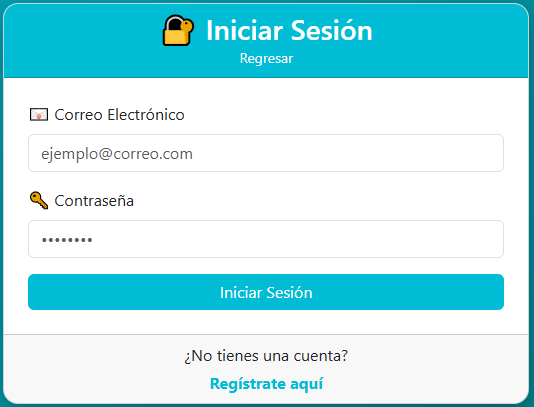 Iniciar Sesión
Regresar
Correo Electrónico
ejemplo@correo.com
Contraseña
••••••••
Iniciar Sesión
¿No tienes una cuenta?
Regístrate aquí